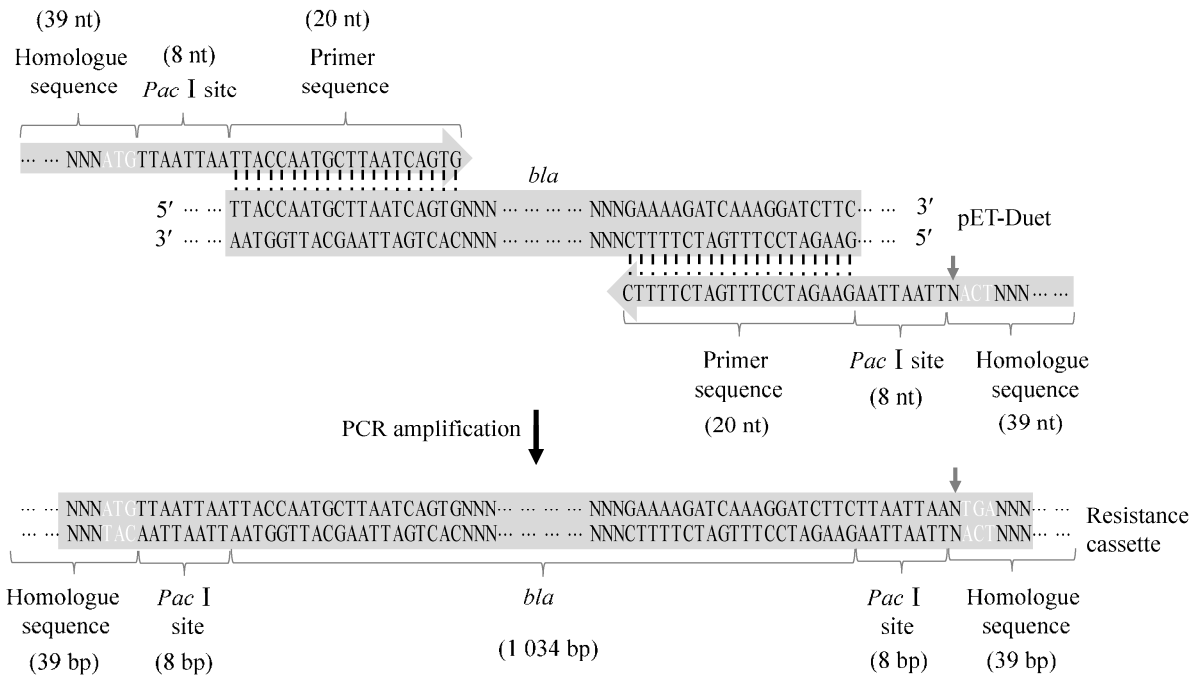 (39 nt)
Homologue
sequence
(8 nt)
Pac I site
(20 nt)
Primer
sequence
... ... NNNATGTTAATTAATTACCAATGCTTAATCAGTG
bla
5′ ... ... TTACCAATGCTTAATCAGTGNNN... ... ... ... NNNGAAAAGATCAAAGGATCTTC... ... 3′
3′ ... ... AATGGTTACGAATTAGTCACNNN... ... ... ... NNNCTTTTCTAGTTTCCTAGAAG... ... 5′
pET-Duet
CTTTTCTAGTTTCCTAGAAGAATTAATTNACTNNN... ...
Primer
sequence
(20 nt)
Pac I site
(8 nt)
Homologue
sequence
(39 nt)
PCR amplification
... ... NNNATGTTAATTAATTACCAATGCTTAATCAGTGNNN... ... ... ... NNNGAAAAGATCAAAGGATCTTCTTAATTAANTGANNN... ...
... ... NNNTACAATTAATTAATGGTTACGAATTAGTCACNNN... ... ... ... NNNCTTTTCTAGTTTCCTAGAAGAATTAATTNACTNNN... ...
Resistance
cassette
Homologue
sequence
(39 bp)
Pac I
site
(8 bp)
bla
(1 034 bp)
Pac I
site
(8 bp)
Homologue
sequence
(39 bp)